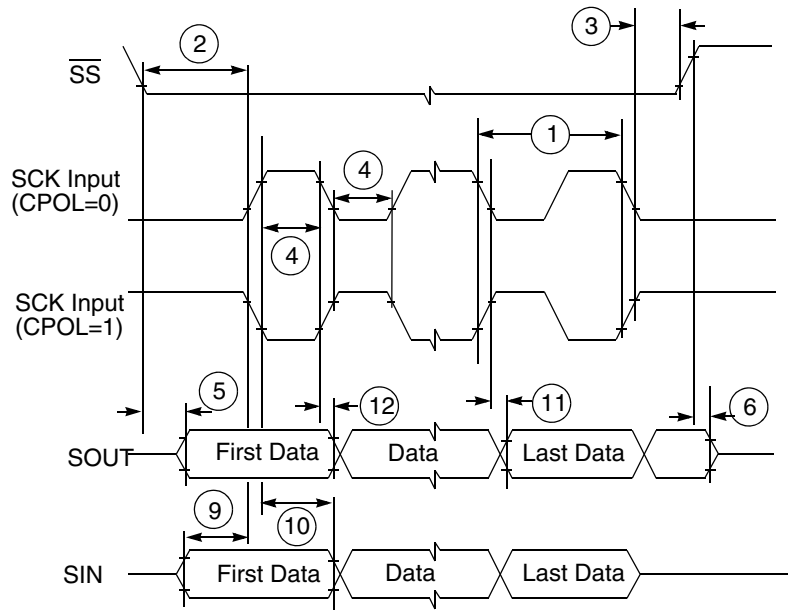 2
3
SS
1
SCK Input
(CPOL=0)
4
4
SCK Input
(CPOL=1)
5
12
11
6
SOUT
First Data
Data
Last Data
9
10
SIN
First Data
Data
Last Data